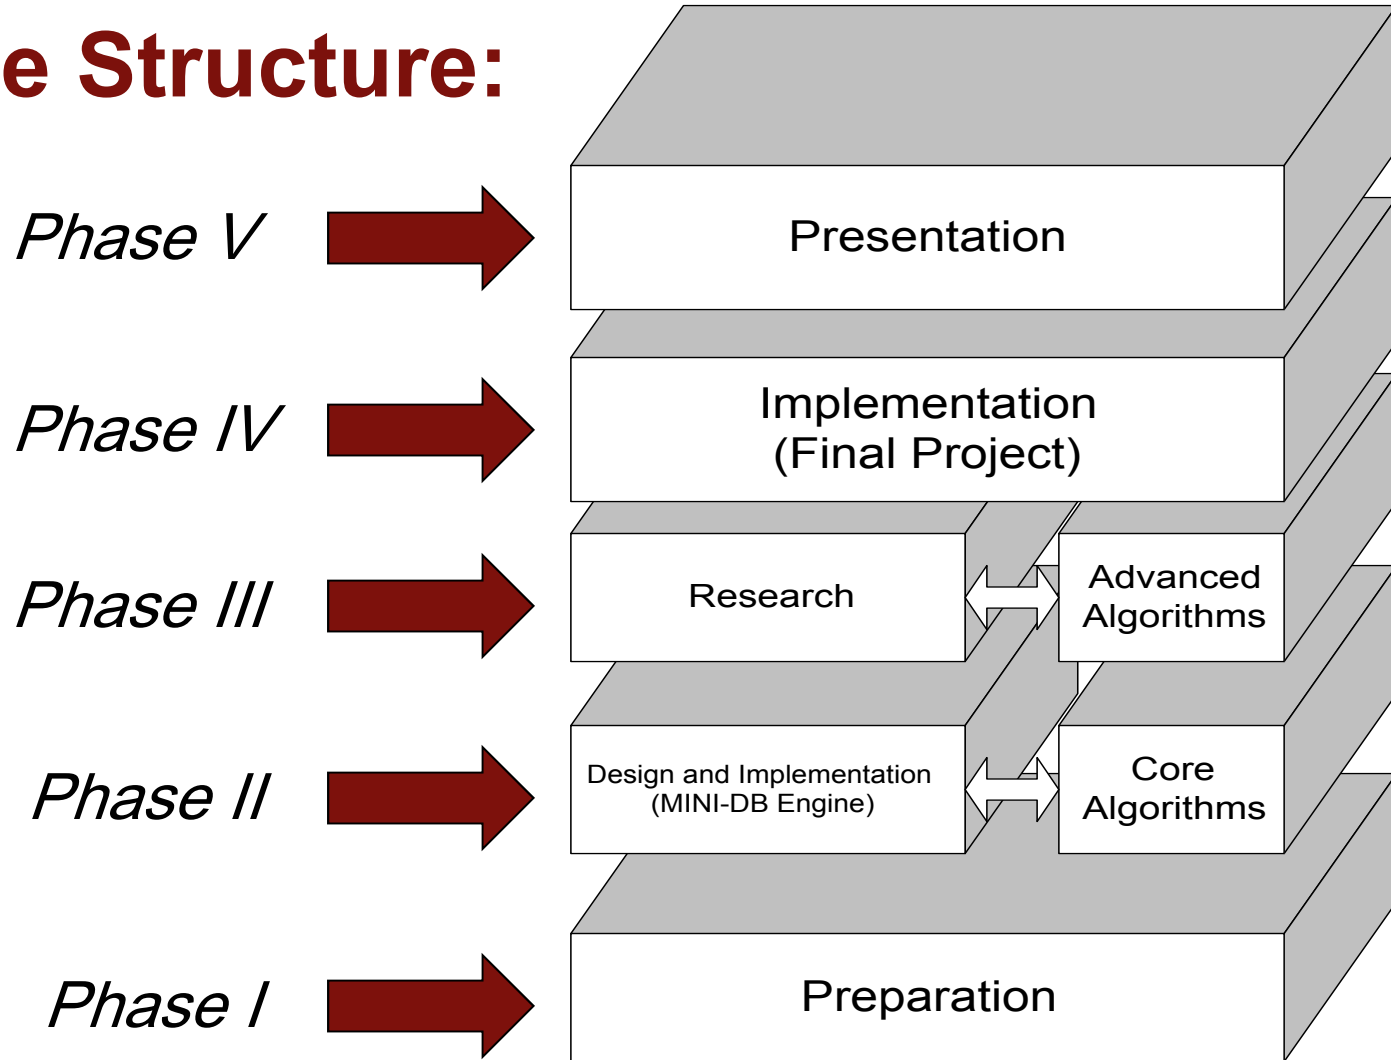 e Structure:
Phase V
Presentation
Phase IV
Implementation
(Final Project)
Phase III
Research
Advanced
Algorithms
Phase II
Design and Implementation
(MINI-DB Engine)
Core
Algorithms
Phase I
Preparation